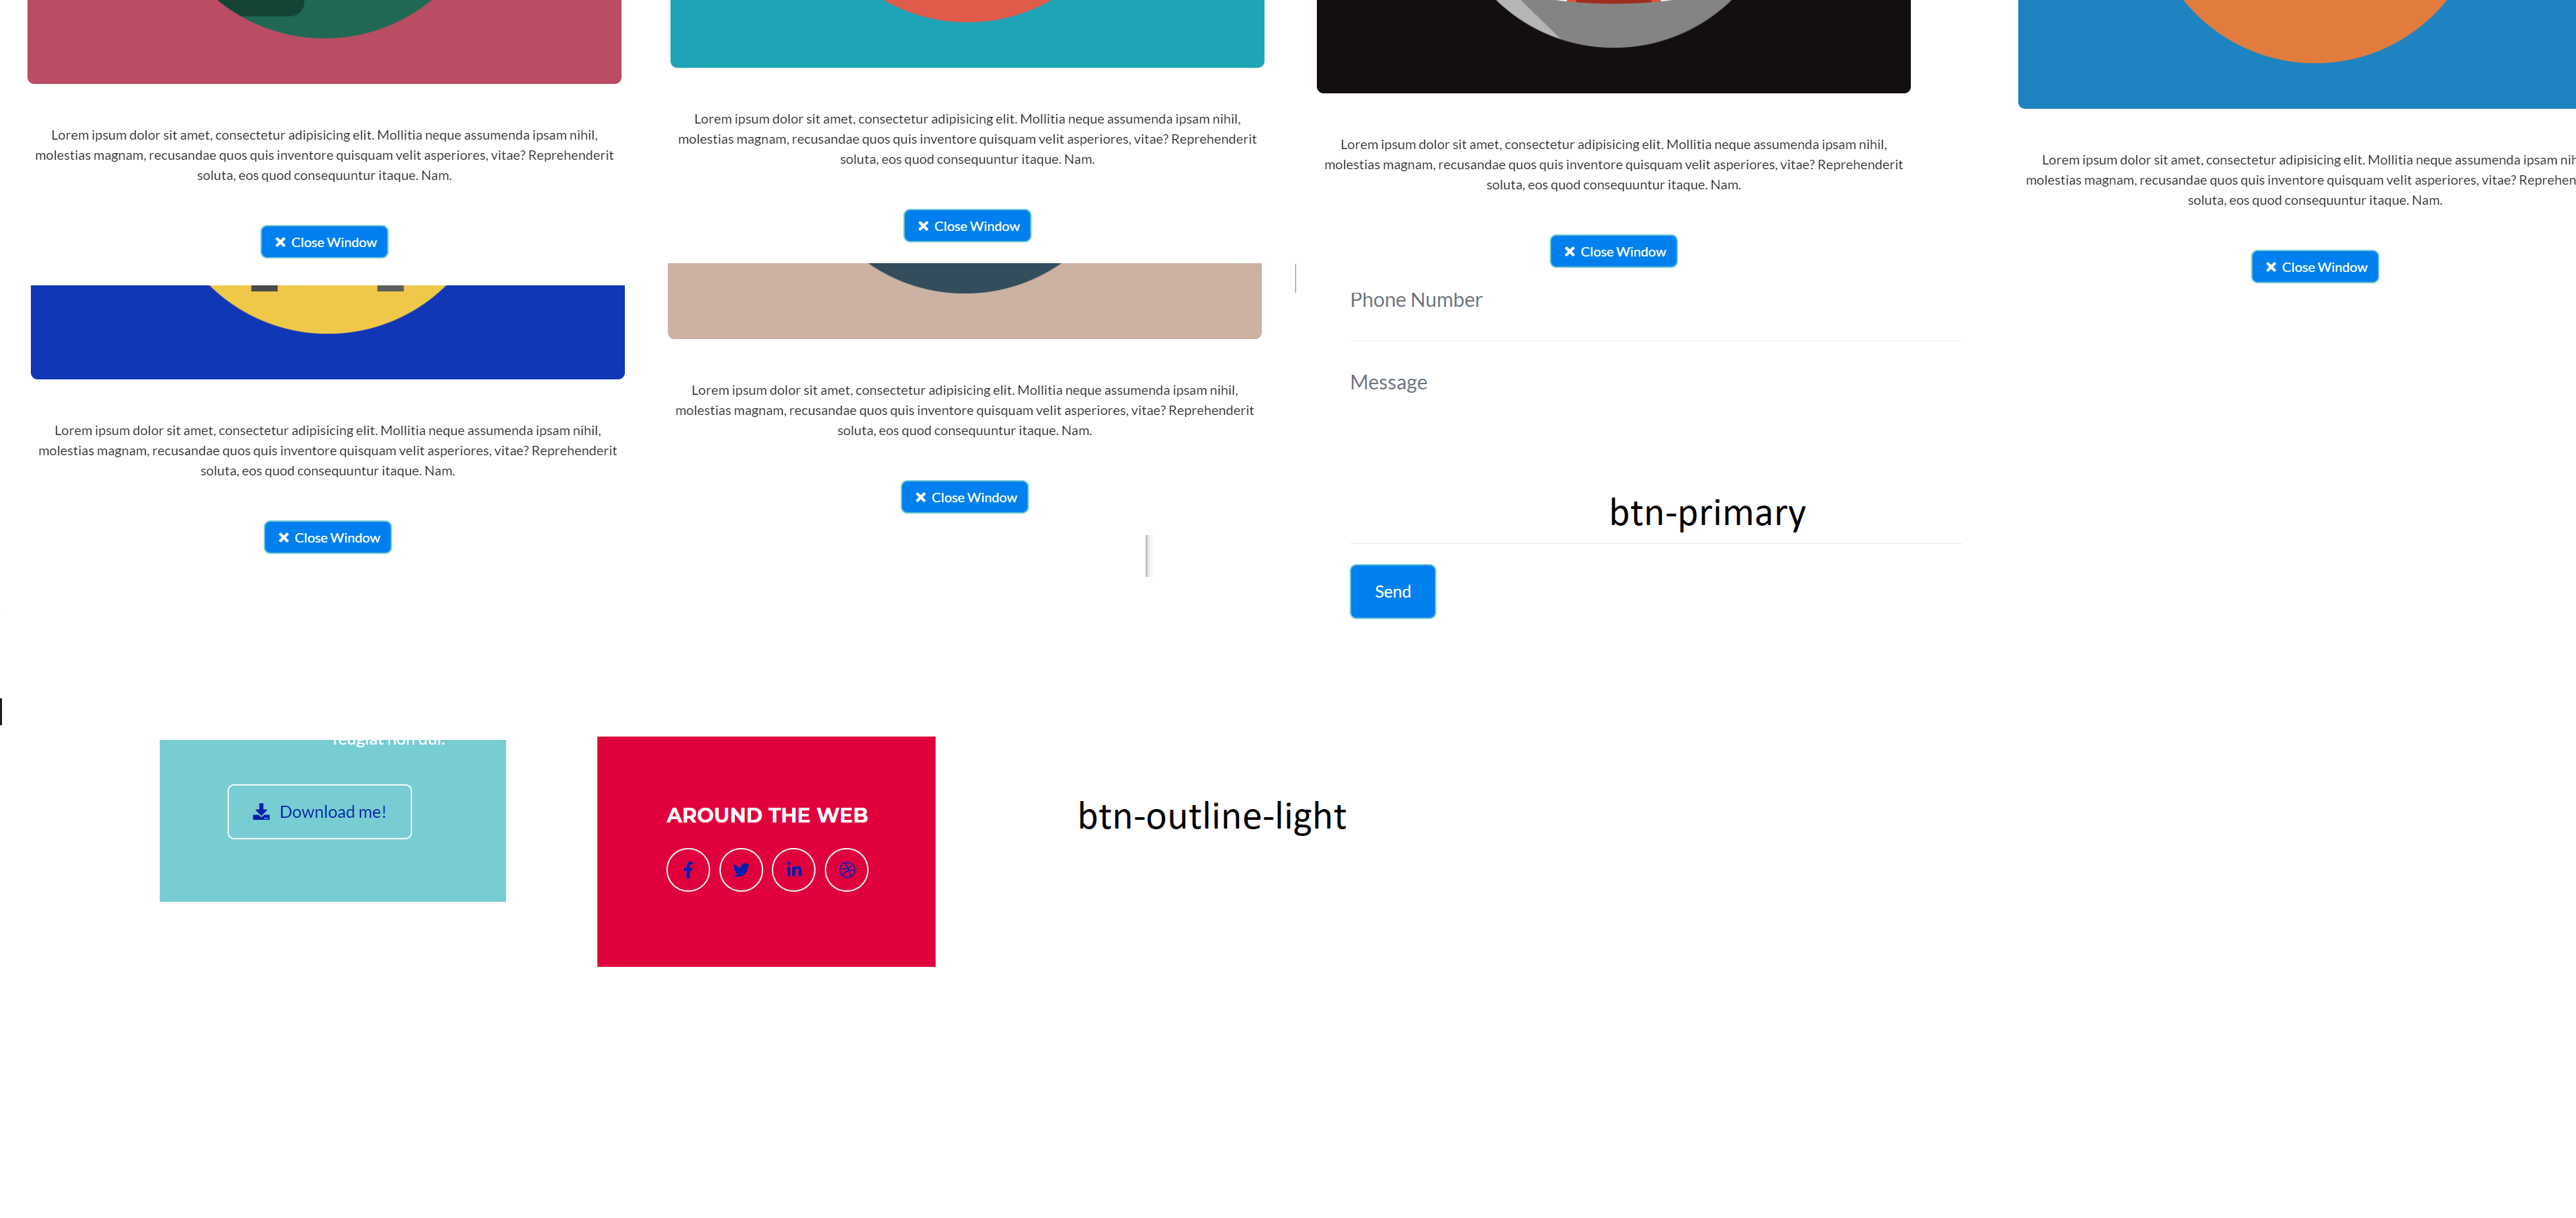 Lorem ipsum dolor sit amet, consectetur adipisicing elit. Mollitia neque assumenda ipsam nihil,
molestias magnam, recusandae quos quis inventore quisquam velit asperiores, vitae? Reprehenderit
soluta, eos quod consequuntur itaque. Nam.
Close Window
Lorem ipsum dolor sit amet, consectetur adipisicing elit. Mollitia neque assumenda ipsam nihil,
molestias magnam, recusandae quos quis inventore quisquam velit asperiores, vitae? Reprehenderit
soluta, eos quod consequuntur itaque. Nam.
Close Window
Lorem ipsum dolor sit amet, consectetur adipisicing elit. Mollitia neque assumenda ipsam nihil,
molestias magnam, recusandae quos quis inventore quisquam velit asperiores, vitae? Reprehenderit
soluta, eos quod consequuntur itaque. Nam.
Close Window
Lorem ipsum dolor sit amet, consectetur adipisicing elit. Mollitia neque assumenda ipsam
molestias magnam, recusandae quos quis inventore quisquam velit asperiores, vitae?
soluta, eos quod consequuntur itaque. Nam.
Close Window
Lorem ipsum dolor sit amet, consectetur adipisicing elit. Mollitia neque assumenda ipsam nihil,
molestias magnam, recusandae quos quis inventore quisquam velit asperiores, vitae? Reprehenderit
soluta, eos quod consequuntur itaque. Nam.
Close Window
Lorem ipsum dolor sit amet, consectetur adipisicing elit. Mollitia neque assumenda ipsam nihil,
molestias magnam, recusandae quos quis inventore quisquam velit asperiores, vitae? Reprehenderit
soluta, eos quod consequuntur itaque. Nam.
Close Window
Phone Number
Message
btn-primary
Send
feugiat non dui.
Download me!
AROUND THE WEB
btn-outline-light